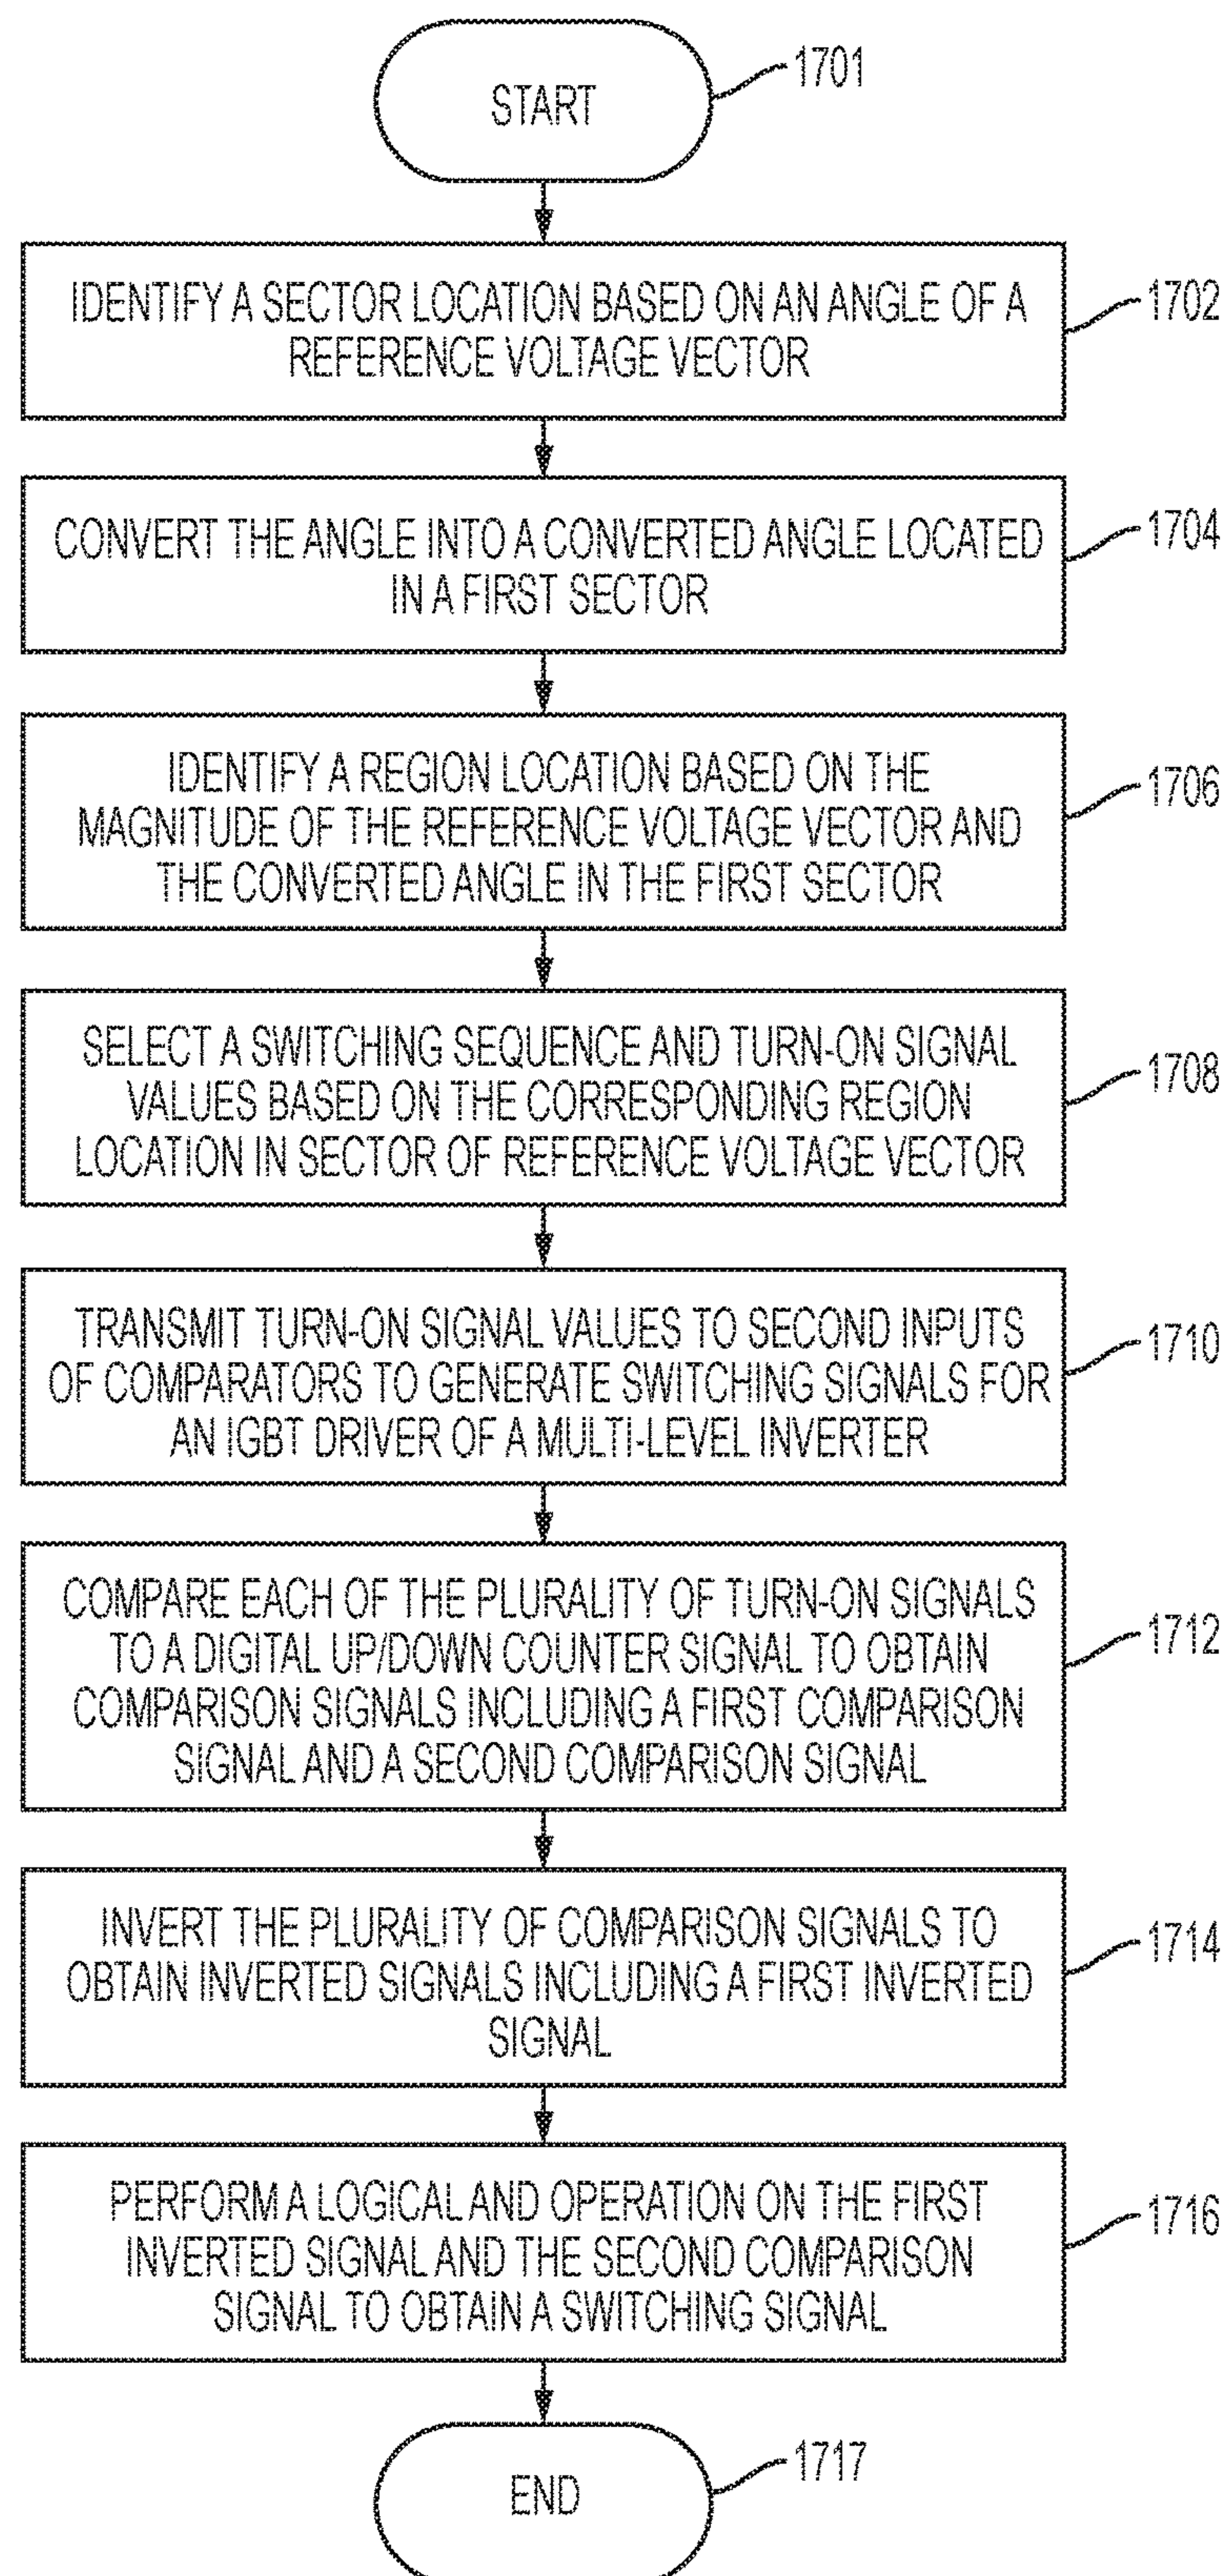 START
1701
IDENTIFY A SECTOR LOCATION BASED ON AN ANGLE OF A
REFERENCE VOLTAGE VECTOR
1702
CONVERT THE ANGLE INTO A CONVERTED ANGLE LOCATED
IN A FIRST SECTOR
1704
IDENTIFY A REGION LOCATION BASED ON THE
MAGNITUDE OF THE REFERENCE VOLTAGE VECTOR AND
THE CONVERTED ANGLE IN THE FIRST SECTOR
1706
SELECT A SWITCHING SEQUENCE AND TURN-ON SIGNAL
VALUES BASED ON THE CORRESPONDING REGION
LOCATION IN SECTOR OF REFERENCE VOLTAGE VECTOR
1708
TRANSMIT TURN-ON SIGNAL VALUES TO SECOND INPUTS
OF COMPARATORS TO GENERATE SWITCHING SIGNALS FOR
AN IGBT DRIVER OF A MULTI-LEVEL INVERTER
1710
COMPARE EACH OF THE PLURALITY OF TURN-ON SIGNALS
TO A DIGITAL UP/DOWN COUNTER SIGNAL TO OBTAIN
COMPARISON SIGNALS INCLUDING A FIRST COMPARISON
SIGNAL AND A SECOND COMPARISON SIGNAL
1712
INVERT THE PLURALITY OF COMPARISON SIGNALS TO
OBTAIN INVERTED SIGNALS INCLUDING A FIRST INVERTED
SIGNAL
1714
PERFORM A LOGICAL AND OPERATION ON THE FIRST
INVERTED SIGNAL AND THE SECOND COMPARISON
SIGNAL TO OBTAIN A SWITCHING SIGNAL
1716
END
1717